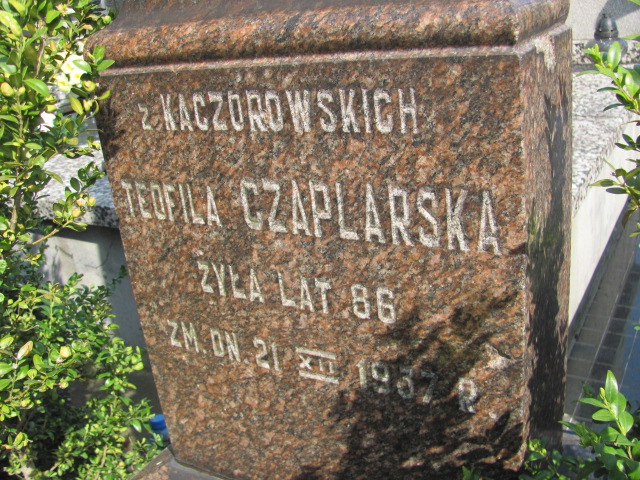 z KACZOROWSKICH
TEOFILA CZAPLARSKA
ŻYŁA LAT 86
ZM. DN. 21 XII 1937 R.